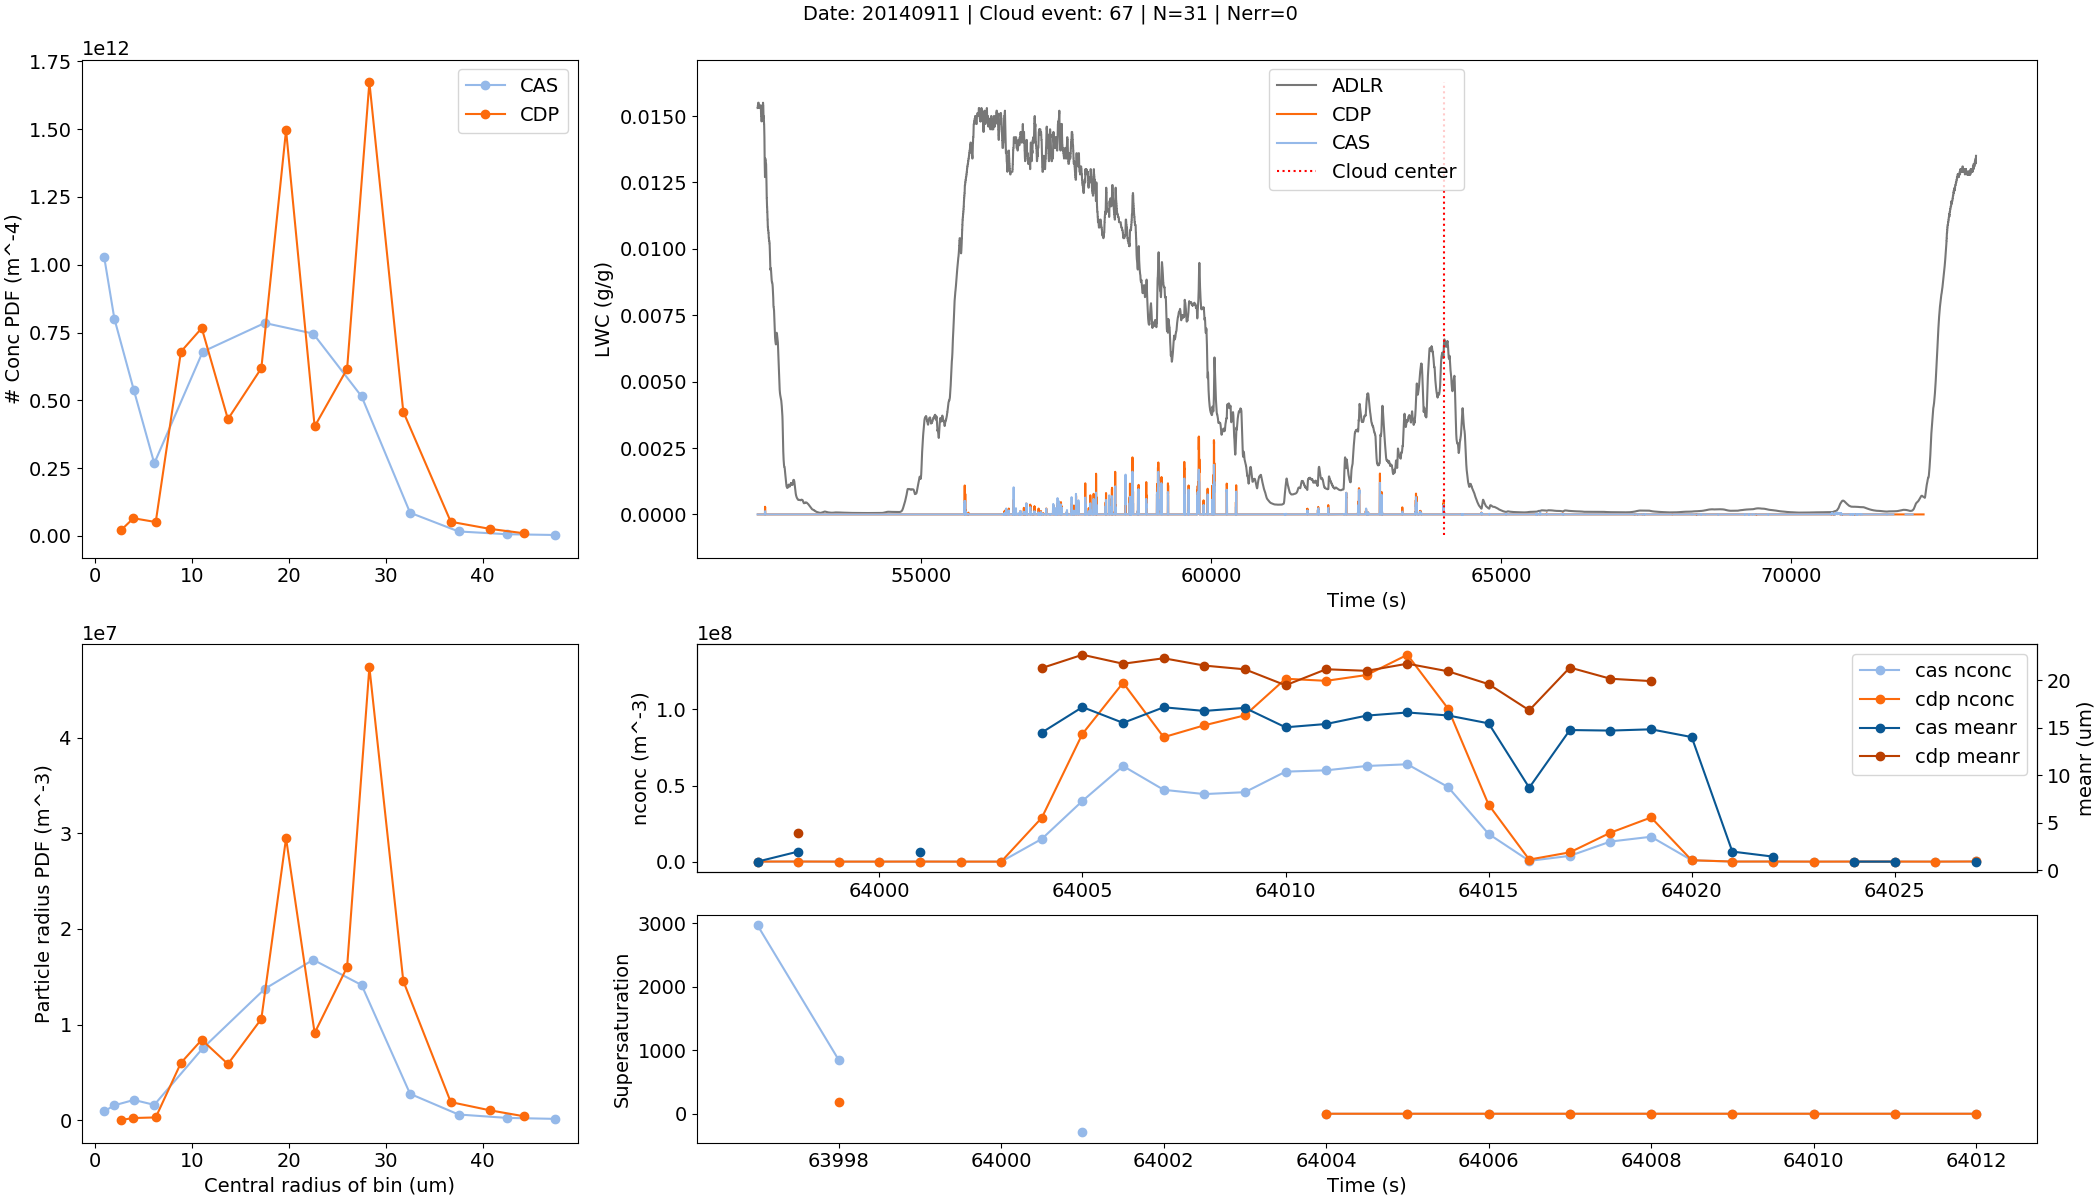 Date: 20140911 | Cloud event: 67 | N=31 | Nerr=0
1e12
# Conc PDF (m^-4)
1.75
1.50
1.25
1.00
0.75
0.50
0.25
0.00
0 10 20 30 40
CAS
CDP
LWC (g/g)
0.0150
0.0125
0.0100
0.0075
0.0050
0.0025
0.0000
55000 60000 65000 70000
Time (s)
ADLR
CDP
CAS
Cloud center
1e7
Particle radius PDF (m^-3)
4
3
2
1
0
0 10 20 30 40
Central radius of bin (um)
1e8
nconc (m^-3)
1.0
0.5
0.0
64000 64005 64010 64015 64020 64025
cas nconc
cdp nconc
cas meanr
cdp meanr
20
15
10
5
0
meanr (um)
Supersaturation
3000
2000
1000
0
63998 64000 64002 64004 64006 64008 64010 64012
Time (s)